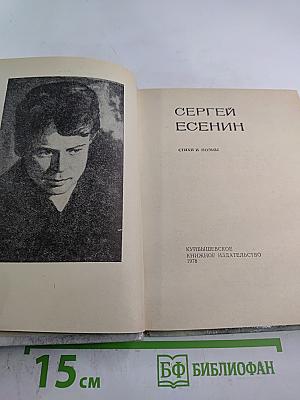 СЕРГЕЙ
ЕСЕНИН
СТИХИ И ПОЭМЫ
КУЙБЫШЕВСКОЕ
КНИЖНОЕ ИЗДАТЕЛЬСТВО
1978
15 см
БФ БИБЛИОФАН